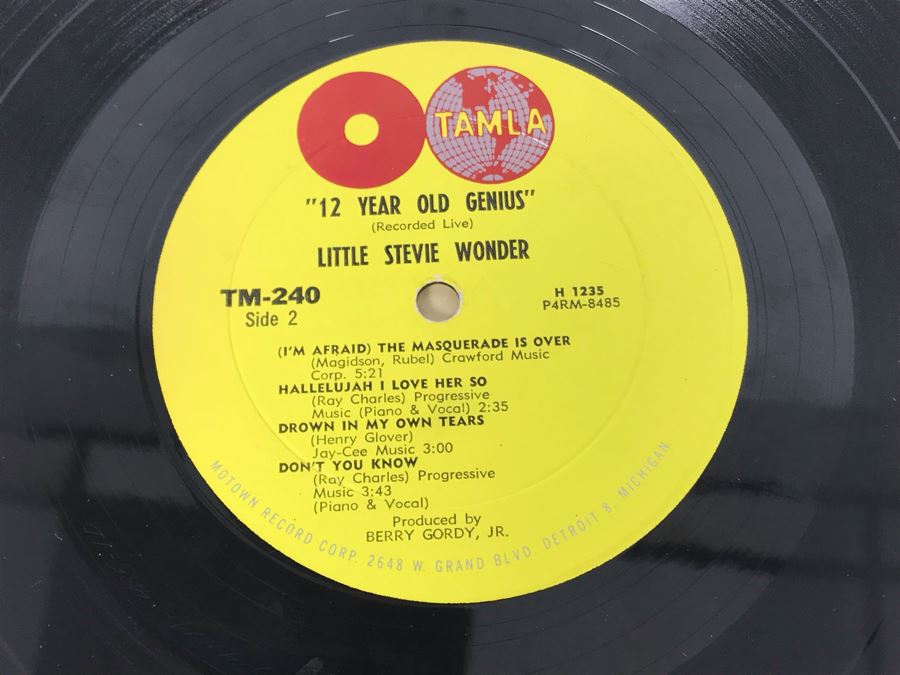 TAMLA
"12 YEAR OLD GENIUS"
(Recorded Live)
LITTLE STEVIE WONDER
TM-240
Side 2
H 1235
P4RM-8485
(I'M AFRAID) THE MASQUERADE IS OVER
(Magidson, Rubel) Crawford Music
Corp. 5:21
HALLELUJAH I LOVE HER SO
(Ray Charles) Progressive
Music (Piano & Vocal) 2:35
DROWN IN MY OWN TEARS
(Henry Glover)
Jay-Cee Music 3:00
DON'T YOU KNOW
(Ray Charles) Progressive
Music 3:43
(Piano & Vocal)
Produced by
BERRY GORDY, JR.
MOTOWN RECORD CORP. 2648 W. GRAND BLVD. DETROIT 8, MICHIGAN